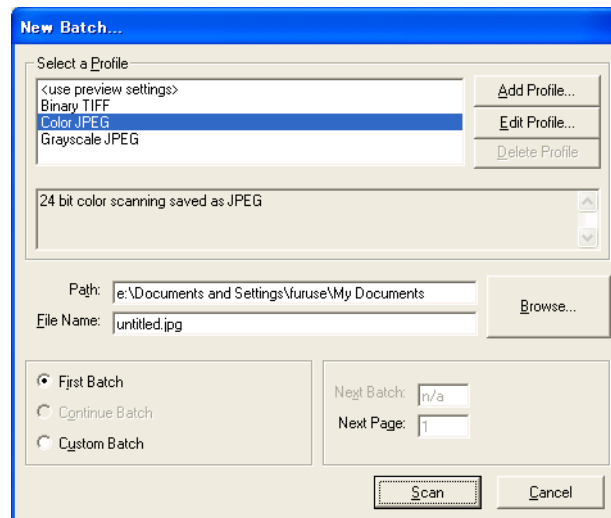 New Batch...
Select a Profile
<use preview settings>
Binary TIFF
Color JPEG
Grayscale JPEG
Add Profile...
Edit Profile...
Delete Profile
24 bit color scanning saved as JPEG
Path: e:\Documents and Settings\furuse\My Documents
File Name: untitled.jpg
Browse...
First Batch
Continue Batch
Custom Batch
Next Batch: n/a
Next Page: 1
Scan
Cancel